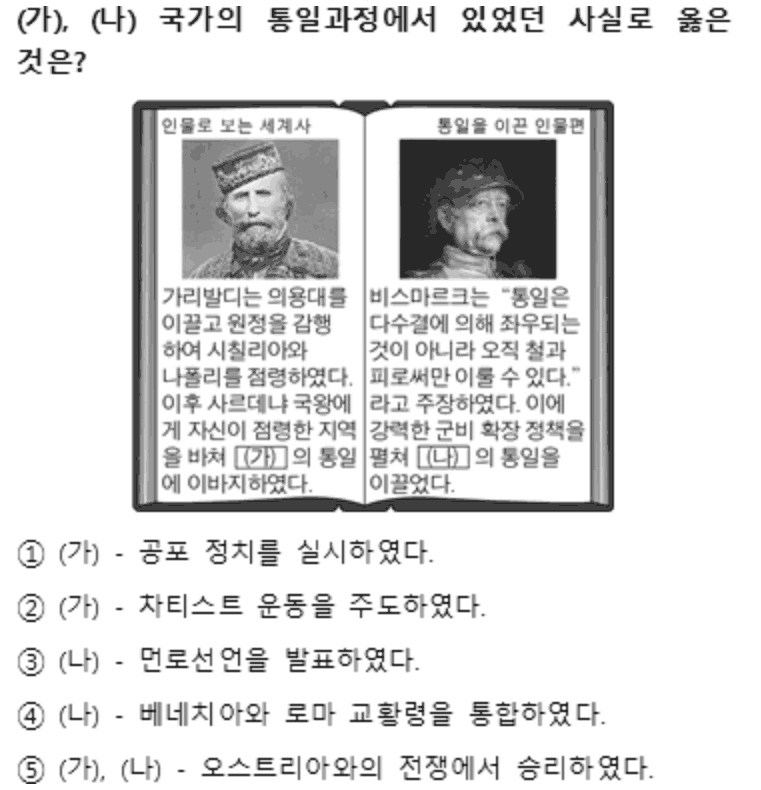 (가), (나) 국가의 통일과정에서 있었던 사실로 옳은
것은?
인물로 보는 세계사
통일을 이끈 인물편
가리발디는 의용대를
이끌고 원정을 감행
하여 시칠리아와
나폴리를 점령하였다.
이후 사르데냐 국왕에
게 자신이 점령한 지역
을 바쳐 (가) 의 통일
에 이바지하였다.
비스마르크는 “통일은
다수결에 의해 좌우되는
것이 아니라 오직 철과
피로써만 이룰 수 있다.”
라고 주장하였다. 이에
강력한 군비 확장 정책을
펼쳐 (나) 의 통일을
이끌었다.
① (가) - 공포 정치를 실시하였다.
② (가) - 차티스트 운동을 주도하였다.
③ (나) - 먼로선언을 발표하였다.
④ (나) - 베네치아와 로마 교황령을 통합하였다.
⑤ (가), (나) - 오스트리아와의 전쟁에서 승리하였다.